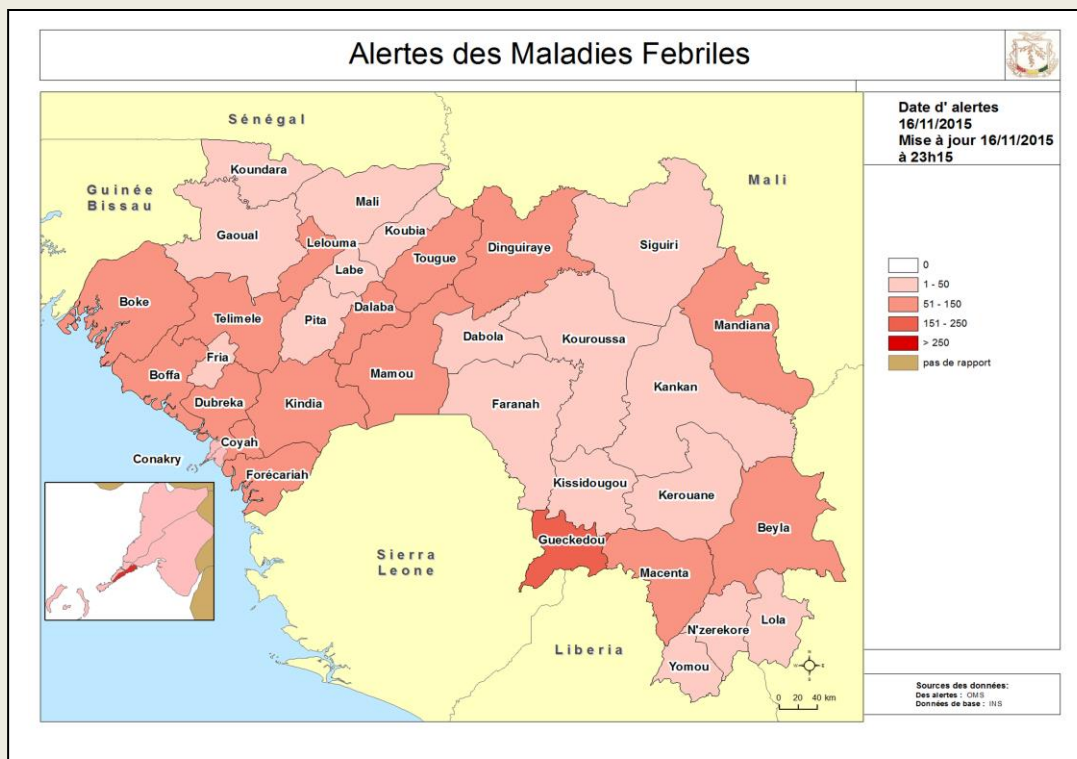 Alertes des Maladies Febriles
Date d' alertes
16/11/2015
Mise à jour 16/11/2015
à 23h15
0
1 - 50
51 - 150
151 - 250
> 250
pas de rapport
Sénégal
Guinée
Bissau
Mali
Koundara
Mali
Gaoual
Koubia
Lelouma
Labe
Tougue
Dinguiraye
Siguiri
Boke
Telimele
Pita
Dalaba
Dabola
Kouroussa
Mandiana
Fria
Boffa
Mamou
Kankan
Dubreka
Kindia
Faranah
Coyah
Conakry
Forécariah
Kissidougou
Kerouane
Beyla
Gueckedou
Sierra
Leone
Macenta
Lola
N'zerekore
Liberia
Yomou
N
W
E
S
0 20 40 km
Sources des données:
Des alertes : OMS
Données de base : INS